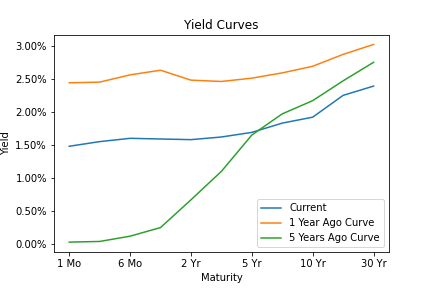 Yield Curves
3.00%
2.50%
2.00%
1.50%
1.00%
0.50%
0.00%
Yield
1 Mo 6 Mo 2 Yr 5 Yr 10 Yr 30 Yr
Maturity
Current
1 Year Ago Curve
5 Years Ago Curve